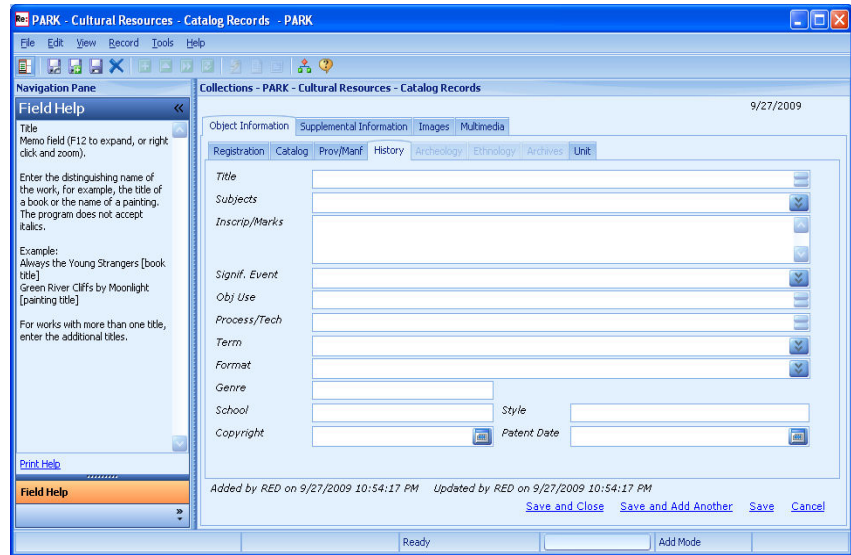 Re: PARK - Cultural Resources - Catalog Records - PARK
File Edit View Record Tools Help
Navigation Pane
Collections - PARK - Cultural Resources - Catalog Records
Field Help «
9/27/2009
Title
Memo field (F12 to expand, or right
click and zoom).
Enter the distinguishing name of
the work, for example, the title of
a book or the name of a painting.
The program does not accept
italics.
Example:
Always the Young Strangers [book
title]
Green River Cliffs by Moonlight
[painting title]
For works with more than one title,
enter the additional titles.
Print Help
Field Help
»
Object Information Supplemental Information Images Multimedia
Registration Catalog Prov/Manf History Archeology Ethnology Archives Unit
Title
Subjects
Inscrip/Marks
Signif. Event
Obj Use
Process/Tech
Term
Format
Genre
School Style
Copyright Patent Date
Added by RED on 9/27/2009 10:54:17 PM Updated by RED on 9/27/2009 10:54:17 PM
Save and Close Save and Add Another Save Cancel
Ready Add Mode